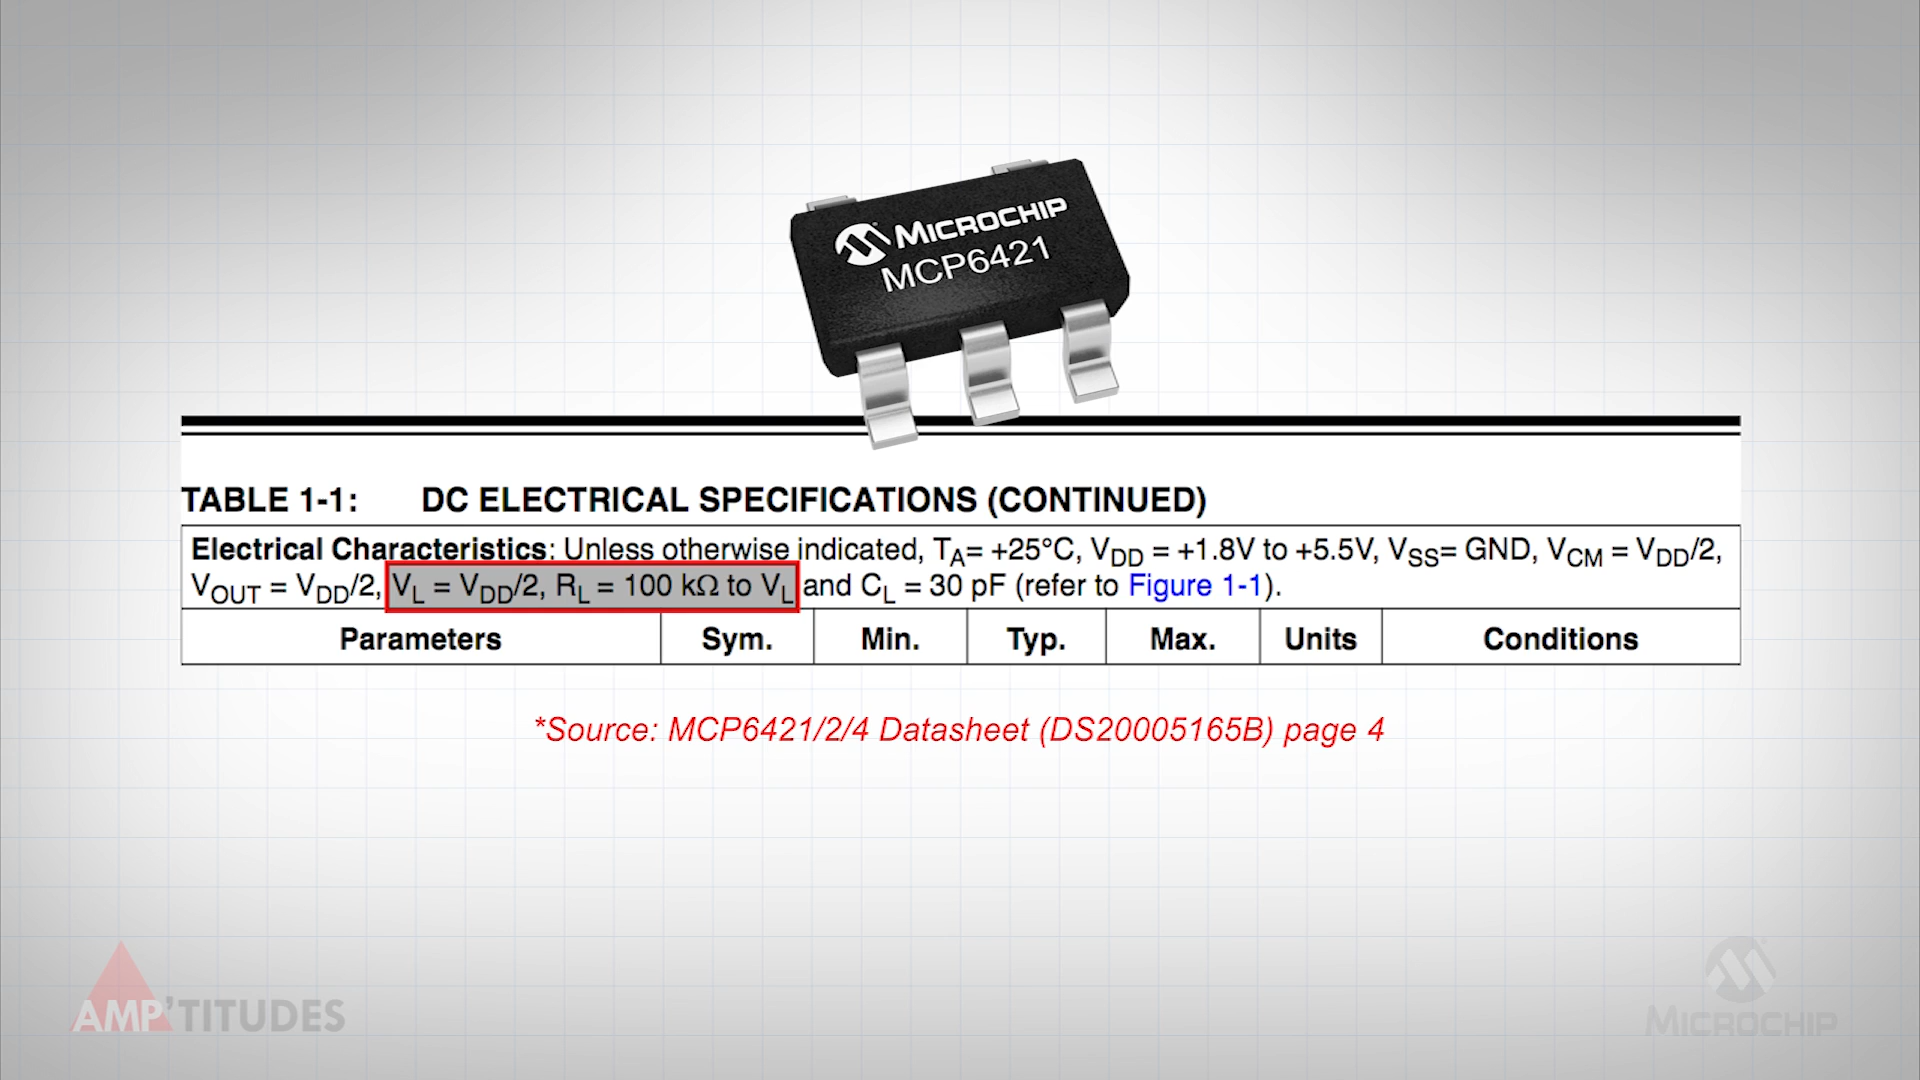 MICROCHIP
MCP6421
TABLE 1-1: DC ELECTRICAL SPECIFICATIONS (CONTINUED)
Electrical Characteristics: Unless otherwise indicated, TA= +25°C, VDD = +1.8V to +5.5V, VSS= GND, VCM = VDD/2,
VOUT = VDD/2, VL = VDD/2, RL = 100 kΩ to VL and CL = 30 pF (refer to Figure 1-1).
Parameters Sym. Min. Typ. Max. Units Conditions
*Source: MCP6421/2/4 Datasheet (DS20005165B) page 4
AMP'TITUDES
MICROCHIP